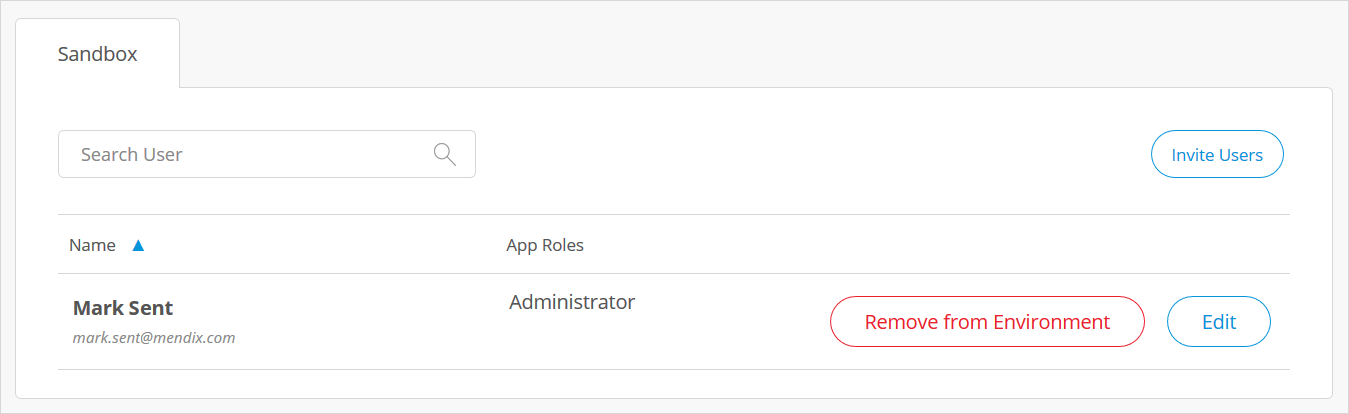 Sandbox
Search User
Invite Users
Name
App Roles
Mark Sent
Administrator
mark.sent@mendix.com
Remove from Environment
Edit